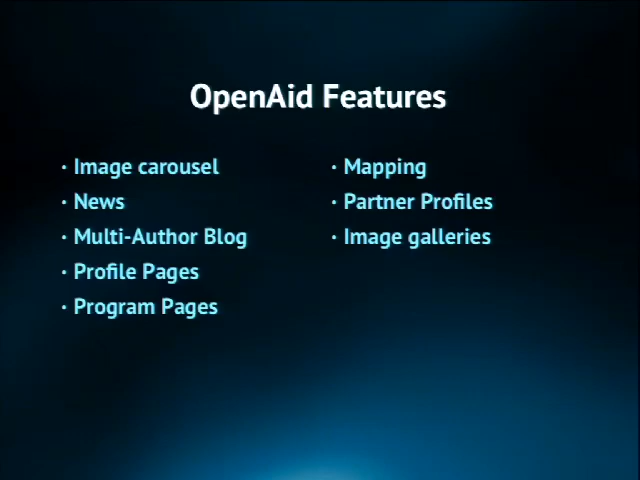 OpenAid Features
· Image carousel
· News
· Multi-Author Blog
· Profile Pages
· Program Pages
· Mapping
· Partner Profiles
· Image galleries